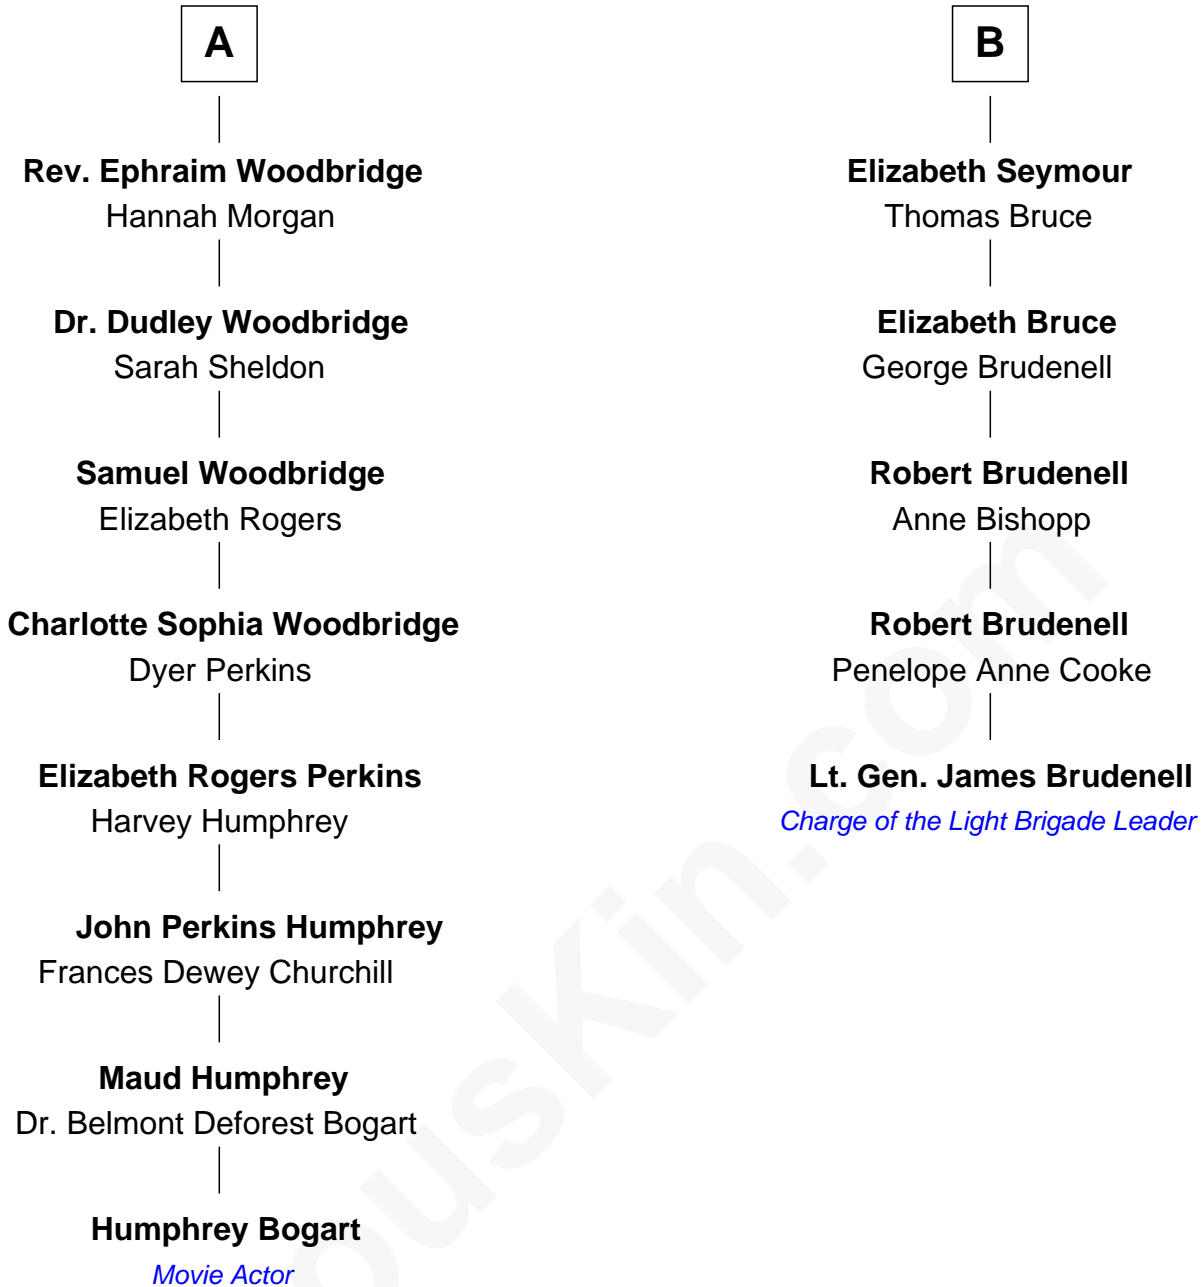 A
Rev. Ephraim Woodbridge
Hannah Morgan
Dr. Dudley Woodbridge
Sarah Sheldon
Samuel Woodbridge
Elizabeth Rogers
Charlotte Sophia Woodbridge
Dyer Perkins
Elizabeth Rogers Perkins
Harvey Humphrey
John Perkins Humphrey
Frances Dewey Churchill
Maud Humphrey
Dr. Belmont Deforest Bogart
Humphrey Bogart
Movie Actor
B
Elizabeth Seymour
Thomas Bruce
Elizabeth Bruce
George Brudenell
Robert Brudenell
Anne Bishopp
Robert Brudenell
Penelope Anne Cooke
Lt. Gen. James Brudenell
Charge of the Light Brigade Leader
ousKin.com